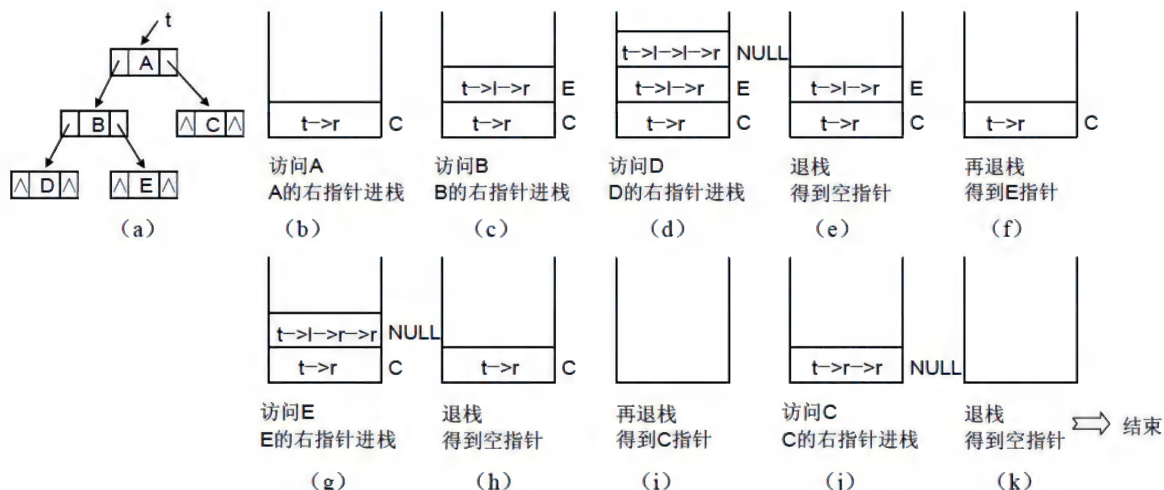 t
A
B
C
D
E
(a)
t->r C
访问A
A的右指针进栈
(b)
t->l->r E
t->r C
访问B
B的右指针进栈
(c)
t->l->l->r NULL
t->l->r E
t->r C
访问D
D的右指针进栈
(d)
t->l->r E
t->r C
退栈
得到空指针
(e)
t->r C
再退栈
得到E指针
(f)
t->l->r->r NULL
t->r C
访问E
E的右指针进栈
(g)
t->r C
退栈
得到空指针
(h)
再退栈
得到C指针
(i)
t->r->r NULL
访问C
C的右指针进栈
(j)
退栈
得到空指针
(k)
结束